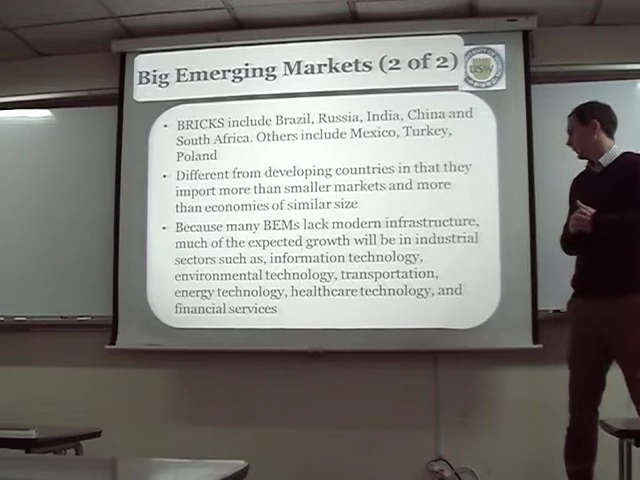 Big Emerging Markets (2 of 2)
• BRICKS include Brazil, Russia, India, China and
South Africa. Others include Mexico, Turkey,
Poland
• Different from developing countries in that they
import more than smaller markets and more
than economies of similar size
• Because many BEMs lack modern infrastructure,
much of the expected growth will be in industrial
sectors such as, information technology,
environmental technology, transportation,
energy technology, healthcare technology, and
financial services